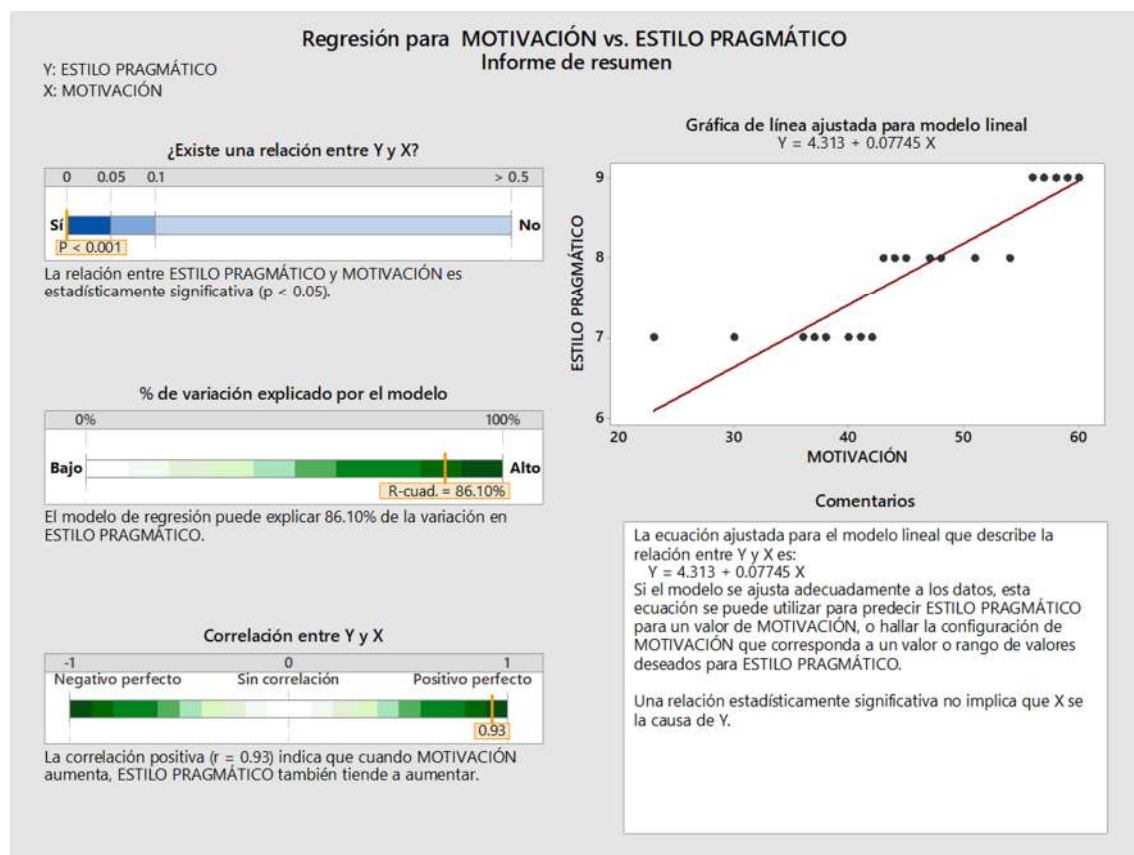 Regresión para MOTIVACIÓN vs. ESTILO PRAGMÁTICO
Informe de resumen
Y: ESTILO PRAGMÁTICO
X: MOTIVACIÓN
¿Existe una relación entre Y y X?
0 0.05 0.1 > 0.5
Sí No
P < 0.001
La relación entre ESTILO PRAGMÁTICO y MOTIVACIÓN es
estadísticamente significativa (p < 0.05).
% de variación explicado por el modelo
0% 100%
Bajo Alto
R-cuad. = 86.10%
El modelo de regresión puede explicar 86.10% de la variación en
ESTILO PRAGMÁTICO.
Correlación entre Y y X
-1 0 1
Negativo perfecto Sin correlación Positivo perfecto
0.93
La correlación positiva (r = 0.93) indica que cuando MOTIVACIÓN
aumenta, ESTILO PRAGMÁTICO también tiende a aumentar.
Gráfica de línea ajustada para modelo lineal
Y = 4.313 + 0.07745 X
ESTILO PRAGMÁTICO
9
8
7
6
20 30 40 50 60
MOTIVACIÓN
Comentarios
La ecuación ajustada para el modelo lineal que describe la
relación entre Y y X es:
Y = 4.313 + 0.07745 X
Si el modelo se ajusta adecuadamente a los datos, esta
ecuación se puede utilizar para predecir ESTILO PRAGMÁTICO
para un valor de MOTIVACIÓN, o hallar la configuración de
MOTIVACIÓN que corresponda a un valor o rango de valores
deseados para ESTILO PRAGMÁTICO.
Una relación estadísticamente significativa no implica que X se
la causa de Y.